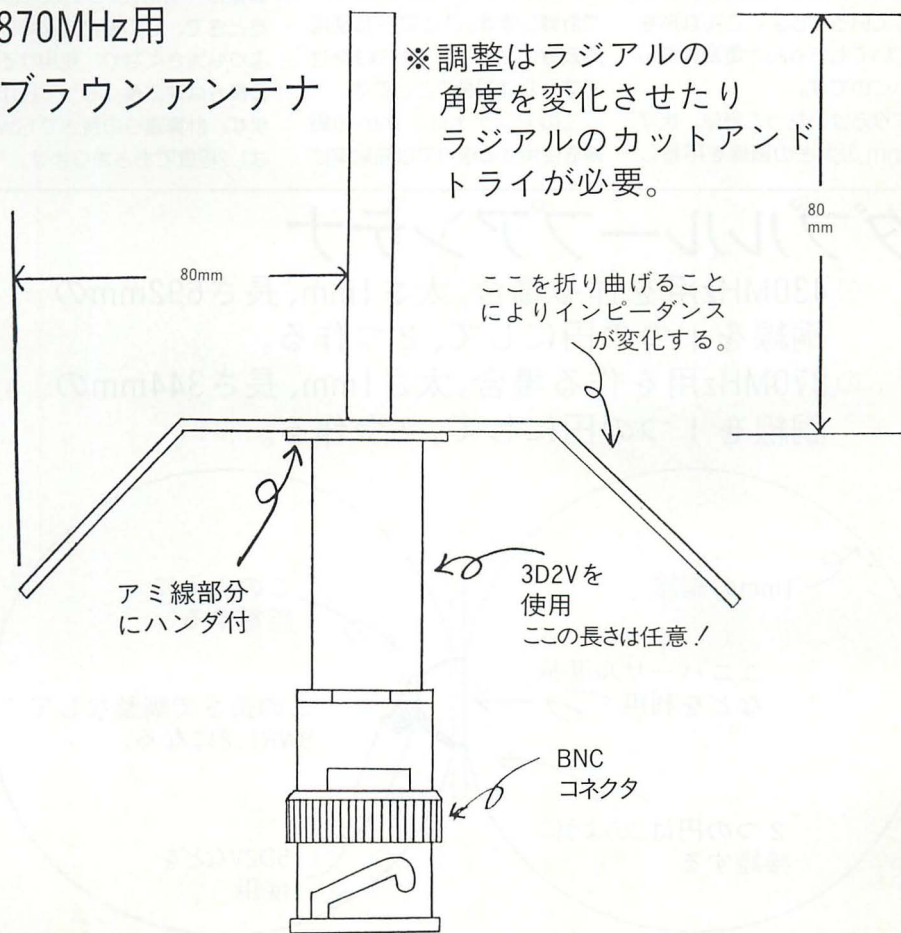 870MHz用
ブラウンアンテナ
※調整はラジアルの
角度を変化させたり
ラジアルのカットアンド
トライが必要。
80
mm
80mm
ここを折り曲げること
によりインピーダンス
が変化する。
アミ線部分
にハンダ付
3D2Vを
使用
ここの長さは任意!
BNC
コネクタ